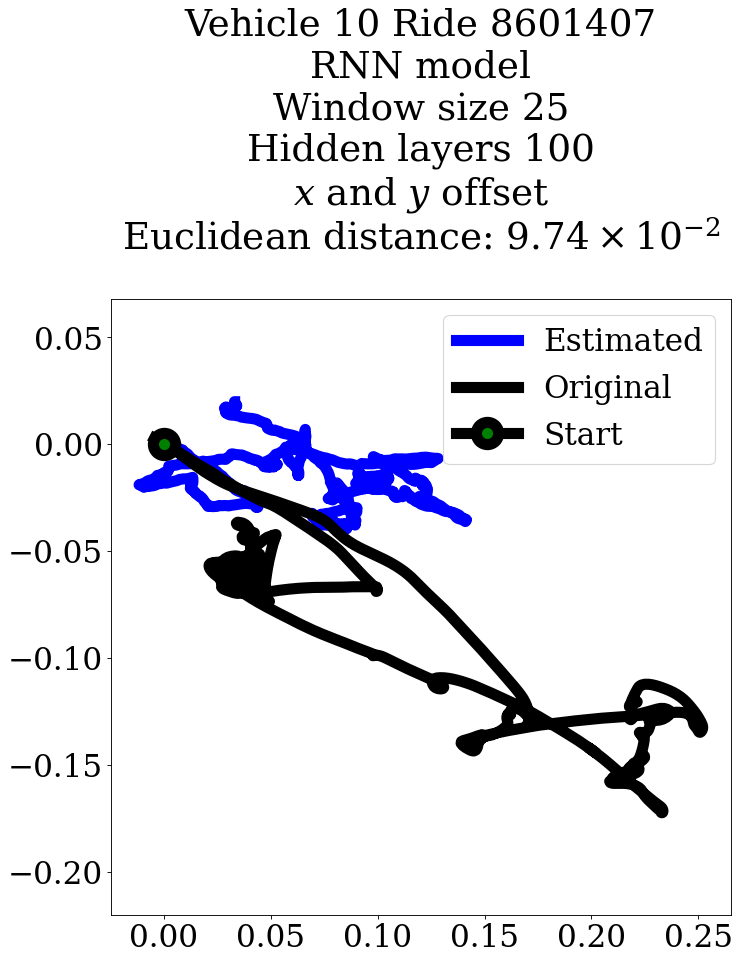 Vehicle 10 Ride 8601407
RNN model
Window size 25
Hidden layers 100
x and y offset
Euclidean distance: 9.74 × 10⁻²
Estimated
Original
Start
0.05
0.00
−0.05
−0.10
−0.15
−0.20
0.00 0.05 0.10 0.15 0.20 0.25